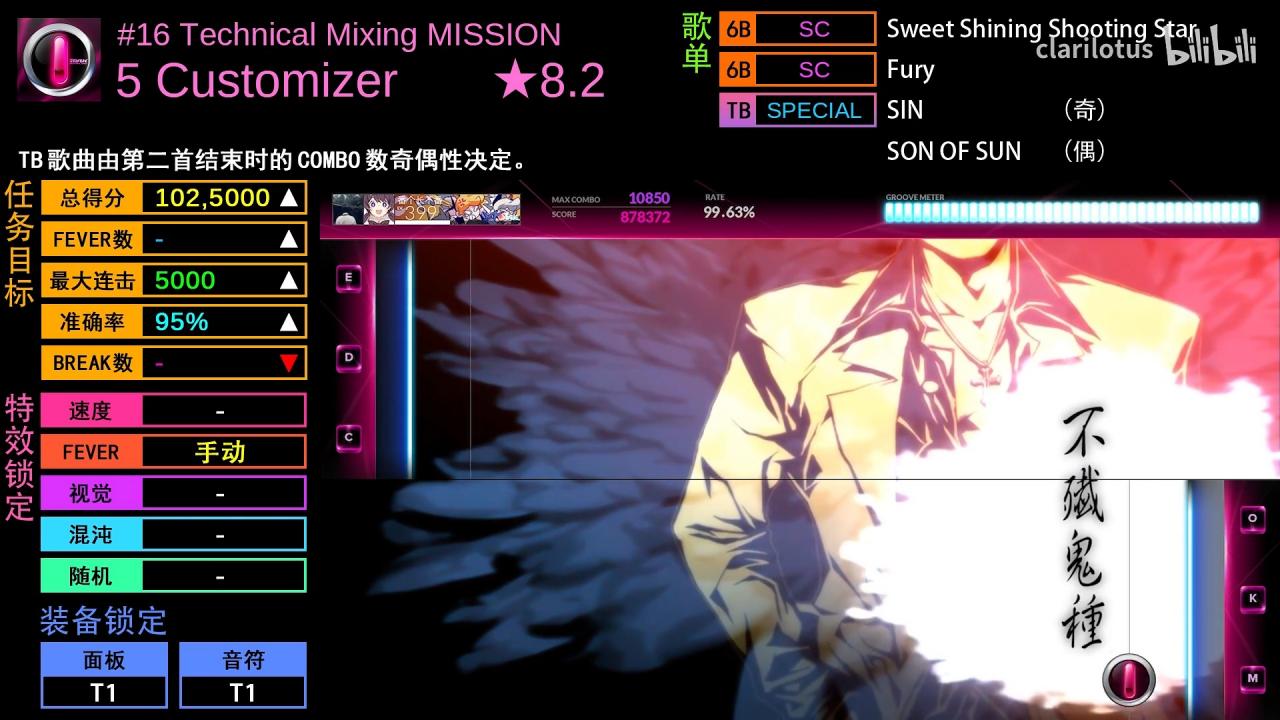 #16 Technical Mixing MISSION
5 Customizer ★8.2
歌单
6B SC Sweet Shining Shooting Star
6B SC Fury
TB SPECIAL SIN （奇）
SON OF SUN （偶）
clarilotus bilibili
TB歌曲由第二首结束时的COMBO数奇偶性决定。
任务目标
总得分 102,5000 ▲
FEVER数 - ▲
最大连击 5000 ▲
准确率 95% ▲
BREAK数 - ▼
特效锁定
速度 -
FEVER 手动
视觉 -
混沌 -
随机 -
装备锁定
面板 音符
T1 T1
399
MAX COMBO 10850
SCORE 878372
RATE
99.63%
GROOVE METER
E
D
C
不殲鬼種
O
K
M